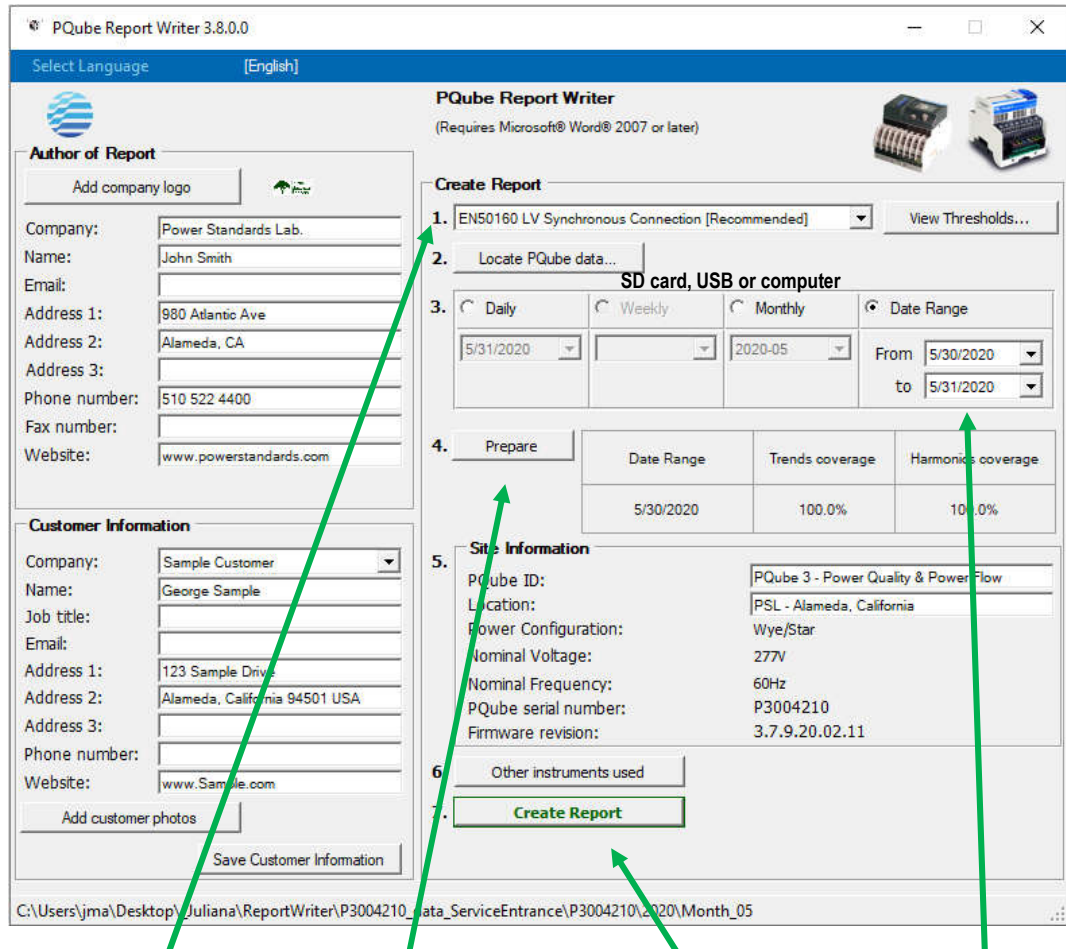 PQube Report Writer 3.8.0.0
Select Language [English]
PQube Report Writer
(Requires Microsoft® Word® 2007 or later)
Author of Report
Add company logo
Company: Power Standards Lab.
Name: John Smith
Email:
Address 1: 980 Atlantic Ave
Address 2: Alameda, CA
Address 3:
Phone number: 510 522 4400
Fax number:
Website: www.powerstandards.com
Customer Information
Company: Sample Customer
Name: George Sample
Job title:
Email:
Address 1: 123 Sample Drive
Address 2: Alameda, California 94501 USA
Address 3:
Phone number:
Website: www.Sample.com
Add customer photos
Save Customer Information
Create Report
1. EN50160 LV Synchronous Connection [Recommended] View Thresholds...
2. Locate PQube data...
SD card, USB or computer
3. Daily Weekly Monthly Date Range
5/31/2020 2020-05 From 5/30/2020
to 5/31/2020
4. Prepare Date Range Trends coverage Harmonics coverage
5/30/2020 100.0% 100.0%
5. Site Information
PQube ID: PQube 3 - Power Quality & Power Flow
Location: PSL - Alameda, California
Power Configuration: Wye/Star
Nominal Voltage: 277V
Nominal Frequency: 60Hz
PQube serial number: P3004210
Firmware revision: 3.7.9.20.02.11
6. Other instruments used
7. Create Report
C:\Users\jma\Desktop\_Juliana\ReportWriter\P3004210_data_ServiceEntrance\P3004210\2020\Month_05